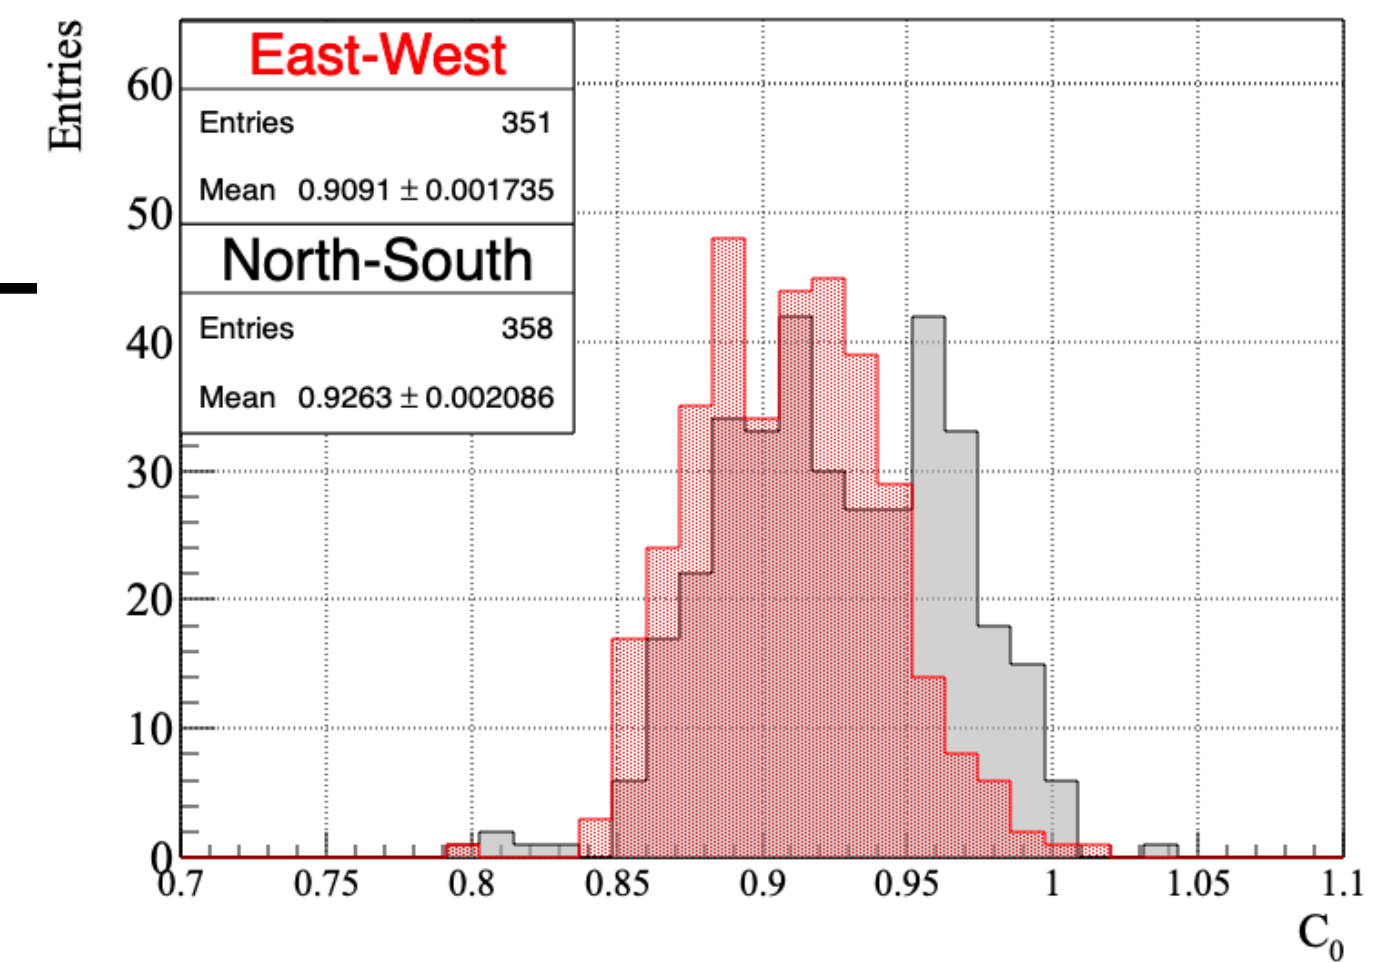 Entries
East-West
Entries 351
Mean 0.9091 ± 0.001735
North-South
Entries 358
Mean 0.9263 ± 0.002086
60
50
40
30
20
10
0
0.7 0.75 0.8 0.85 0.9 0.95 1 1.05 1.1
C₀